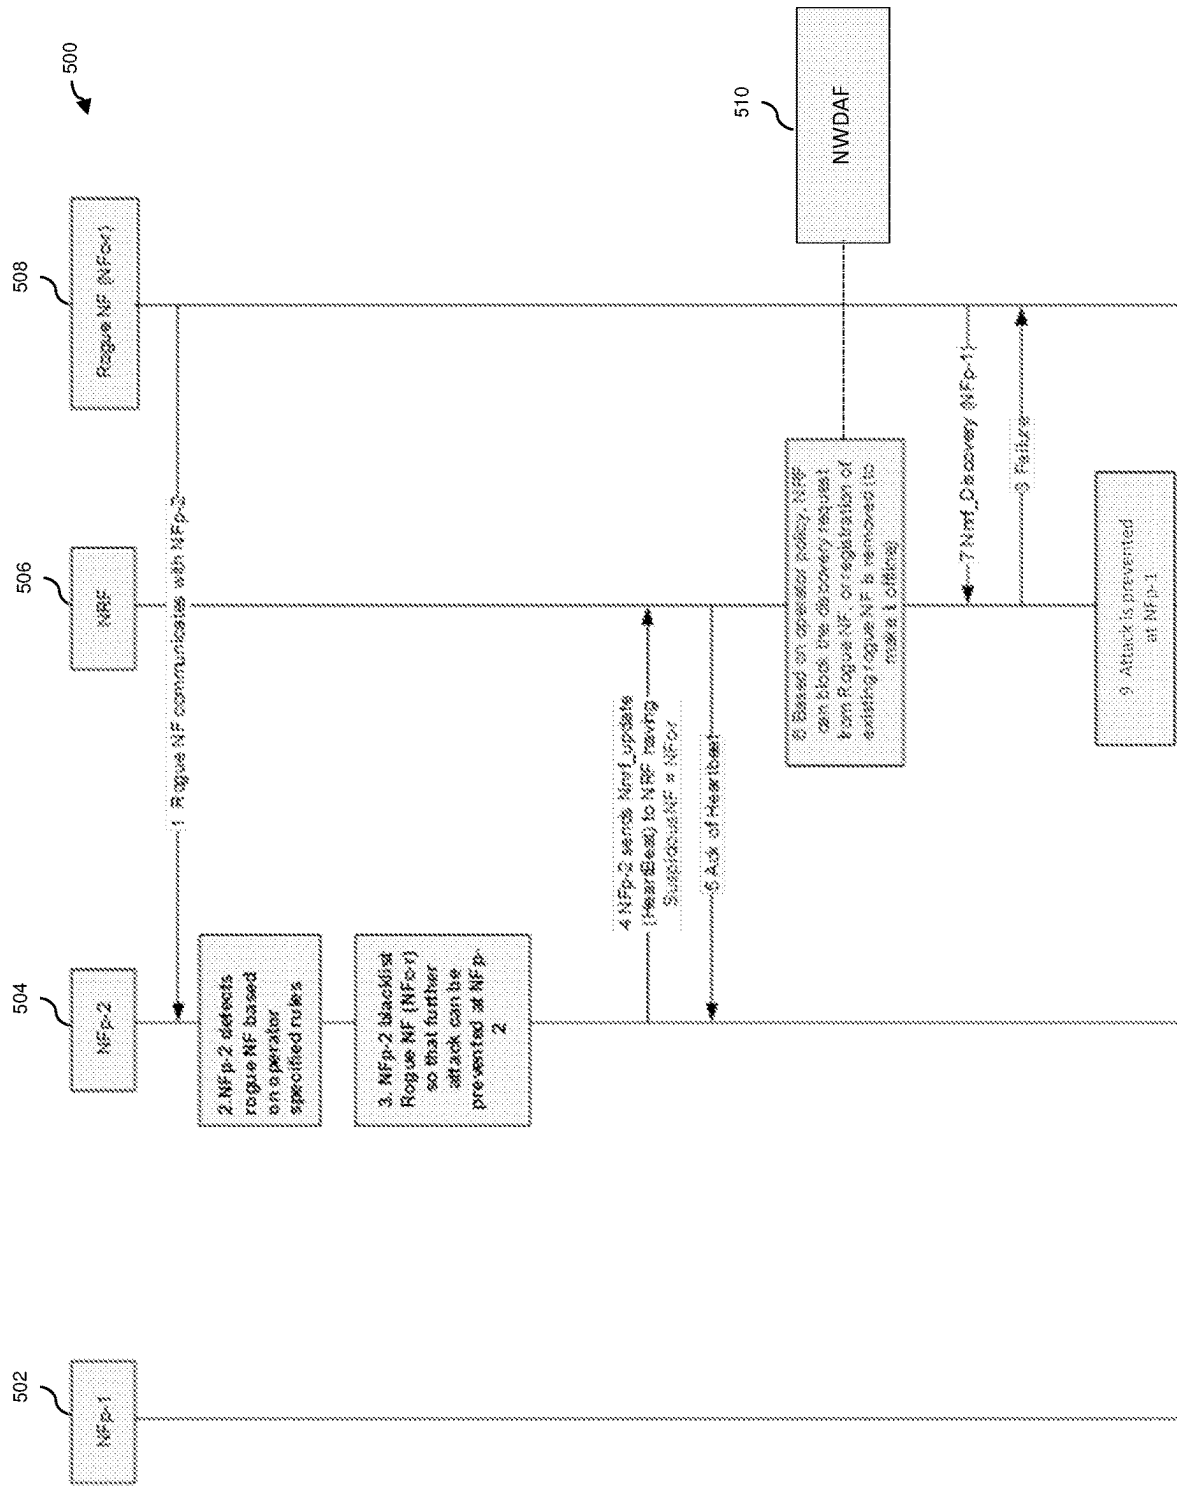 500
502
504
506
508
510
NFp-1
NFp-2
NRF
Rogue NF (NFcx)
1 Rogue NF communicates with NFp-2
2.NFp-2 detects
rogue NF based
on operator
specified rules
3. NFp-2 blacklist
Rogue NF (NFcx)
so that further
attack can be
prevented at NFp-
2
4 NFp-2 sends Nnrf_update
(HeartBeat) to NRF having
SuspiciousNF = NFcx
5 Ack of Heartbeat
6 Based on operator policy, NRF
can block the discovery request
from Rogue NF, or registration of
existing rogue NF is removed (to
make it offline)
NWDAF
7 Nnrf_Discovery (NFp-1)
8 Failure
9 Attack is prevented
at NFp-1